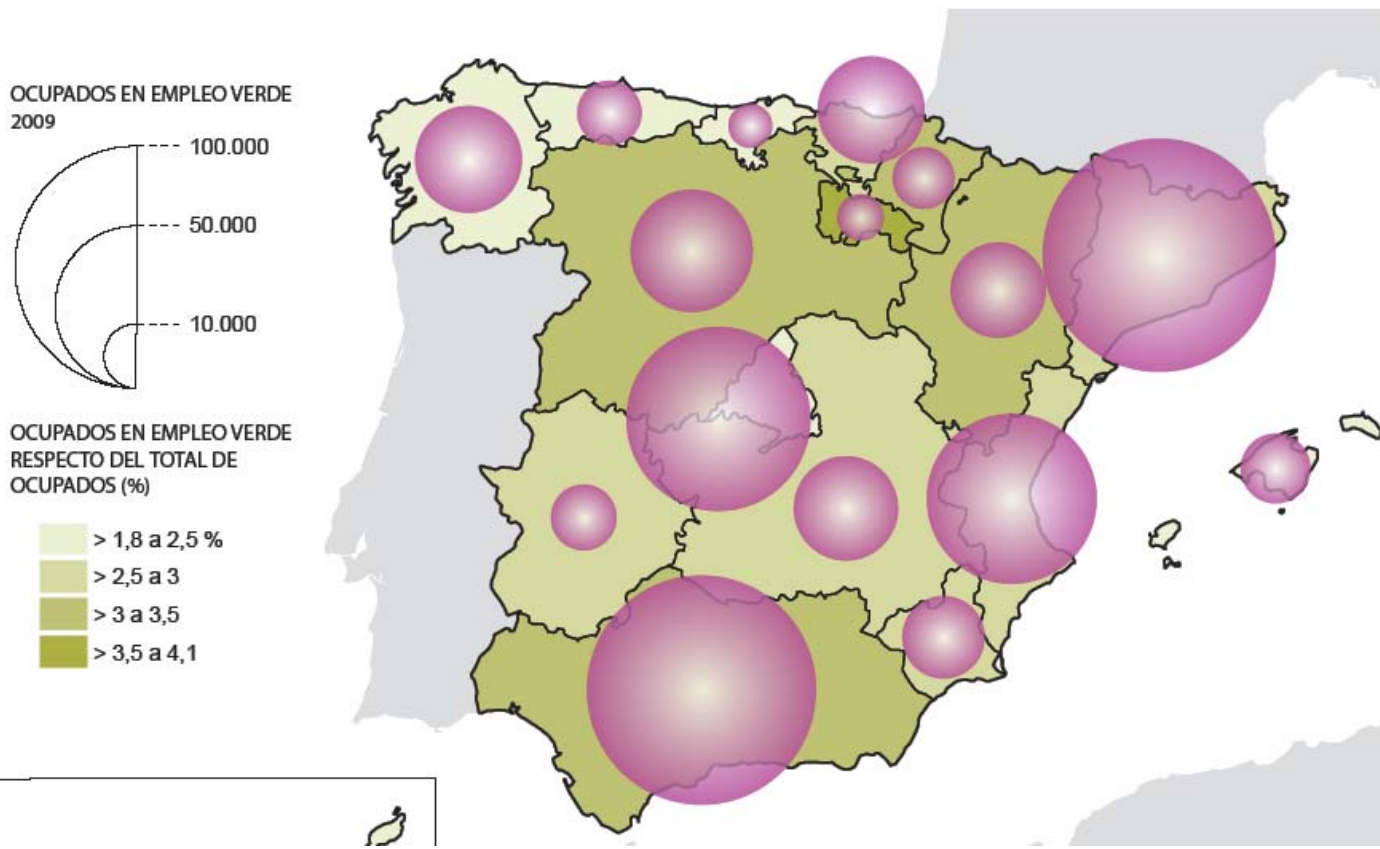 OCUPADOS EN EMPLEO VERDE
2009
100.000
50.000
10.000
OCUPADOS EN EMPLEO VERDE
RESPECTO DEL TOTAL DE
OCUPADOS (%)
> 1,8 a 2,5 %
> 2,5 a 3
> 3 a 3,5
> 3,5 a 4,1